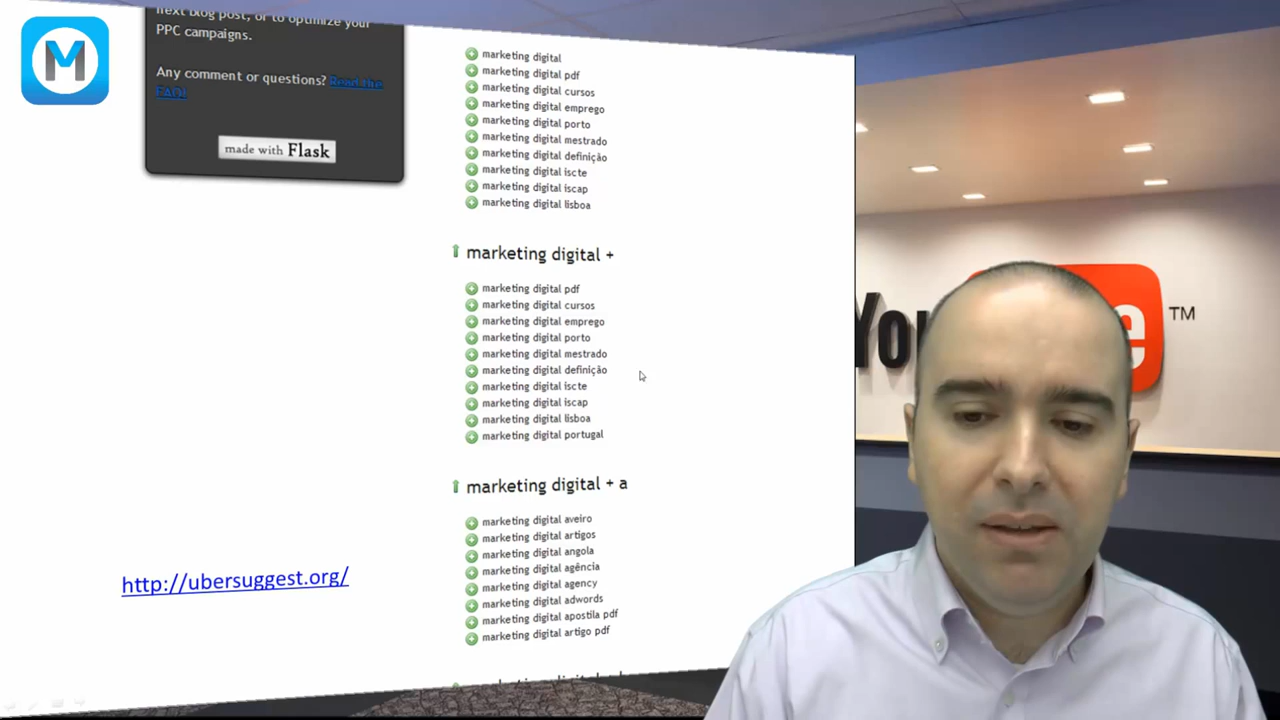 M
next blog post, or to optimize your
PPC campaigns.
Any comment or questions? Read the
FAQ!
made with Flask
marketing digital
marketing digital pdf
marketing digital cursos
marketing digital emprego
marketing digital porto
marketing digital mestrado
marketing digital definição
marketing digital iscte
marketing digital iscap
marketing digital lisboa
marketing digital +
marketing digital pdf
marketing digital cursos
marketing digital emprego
marketing digital porto
marketing digital mestrado
marketing digital definição
marketing digital iscte
marketing digital iscap
marketing digital lisboa
marketing digital portugal
marketing digital + a
marketing digital aveiro
marketing digital artigos
marketing digital angola
marketing digital agência
marketing digital agency
marketing digital adwords
marketing digital apostila pdf
marketing digital artigo pdf
http://ubersuggest.org/
You e
TM